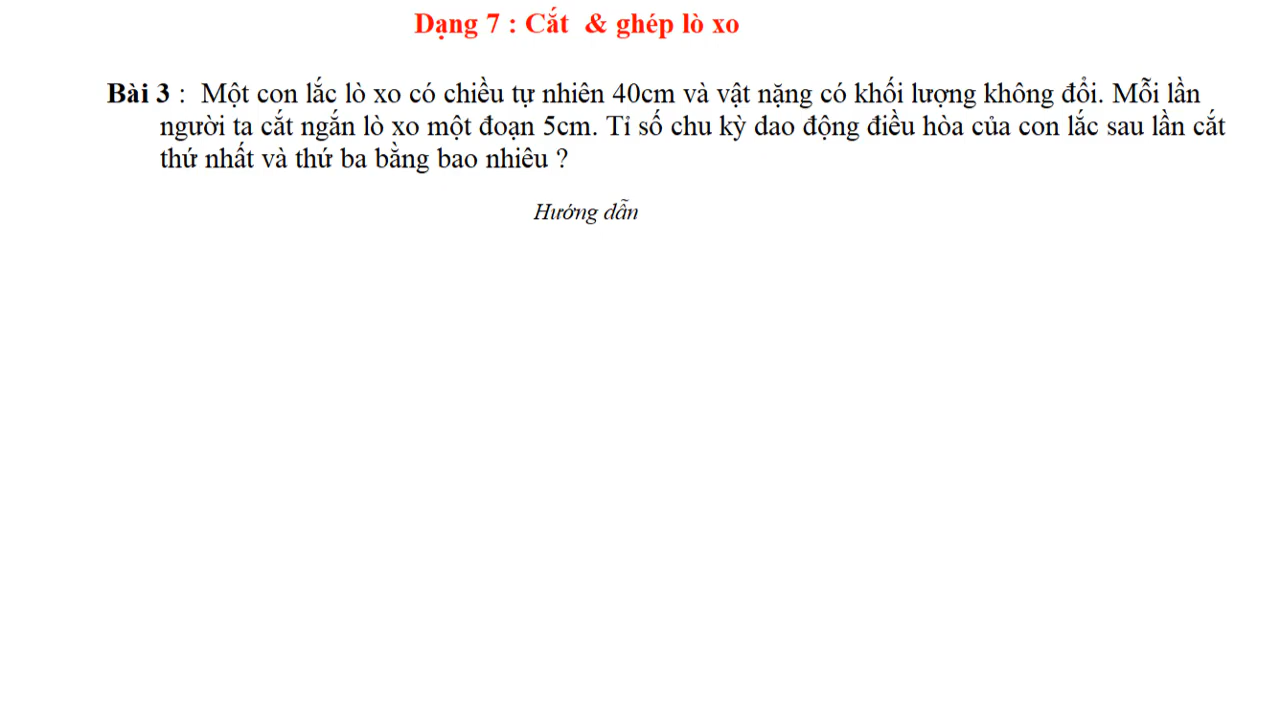 Dạng 7 : Cắt & ghép lò xo
Bài 3 : Một con lắc lò xo có chiều tự nhiên 40cm và vật nặng có khối lượng không đổi. Mỗi lần
người ta cắt ngắn lò xo một đoạn 5cm. Tỉ số chu kỳ dao động điều hòa của con lắc sau lần cắt
thứ nhất và thứ ba bằng bao nhiêu ?
Hướng dẫn